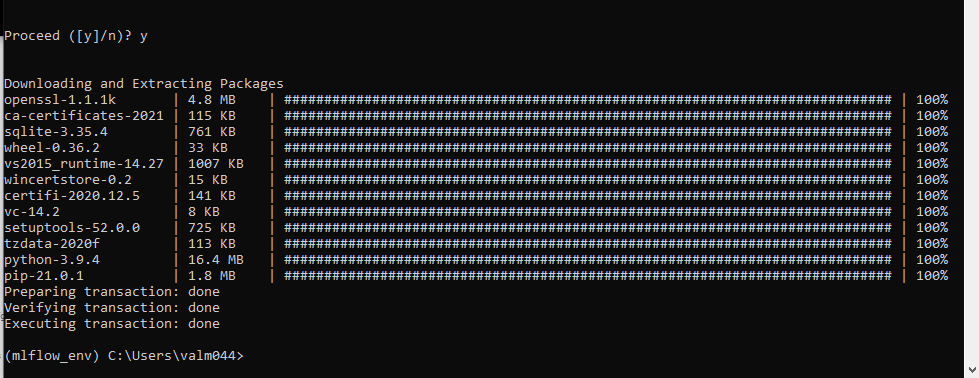 Proceed ([y]/n)? y
Downloading and Extracting Packages
openssl-1.1.1k       | 4.8 MB    | ############################################################################ | 100%
ca-certificates-2021 | 115 KB    | ############################################################################ | 100%
sqlite-3.35.4        | 761 KB    | ############################################################################ | 100%
wheel-0.36.2         | 33 KB     | ############################################################################ | 100%
vs2015_runtime-14.27 | 1007 KB   | ############################################################################ | 100%
wincertstore-0.2     | 15 KB     | ############################################################################ | 100%
certifi-2020.12.5    | 141 KB    | ############################################################################ | 100%
vc-14.2              | 8 KB      | ############################################################################ | 100%
setuptools-52.0.0    | 725 KB    | ############################################################################ | 100%
tzdata-2020f         | 113 KB    | ############################################################################ | 100%
python-3.9.4         | 16.4 MB   | ############################################################################ | 100%
pip-21.0.1           | 1.8 MB    | ############################################################################ | 100%
Preparing transaction: done
Verifying transaction: done
Executing transaction: done
(mlflow_env) C:\Users\valm044>